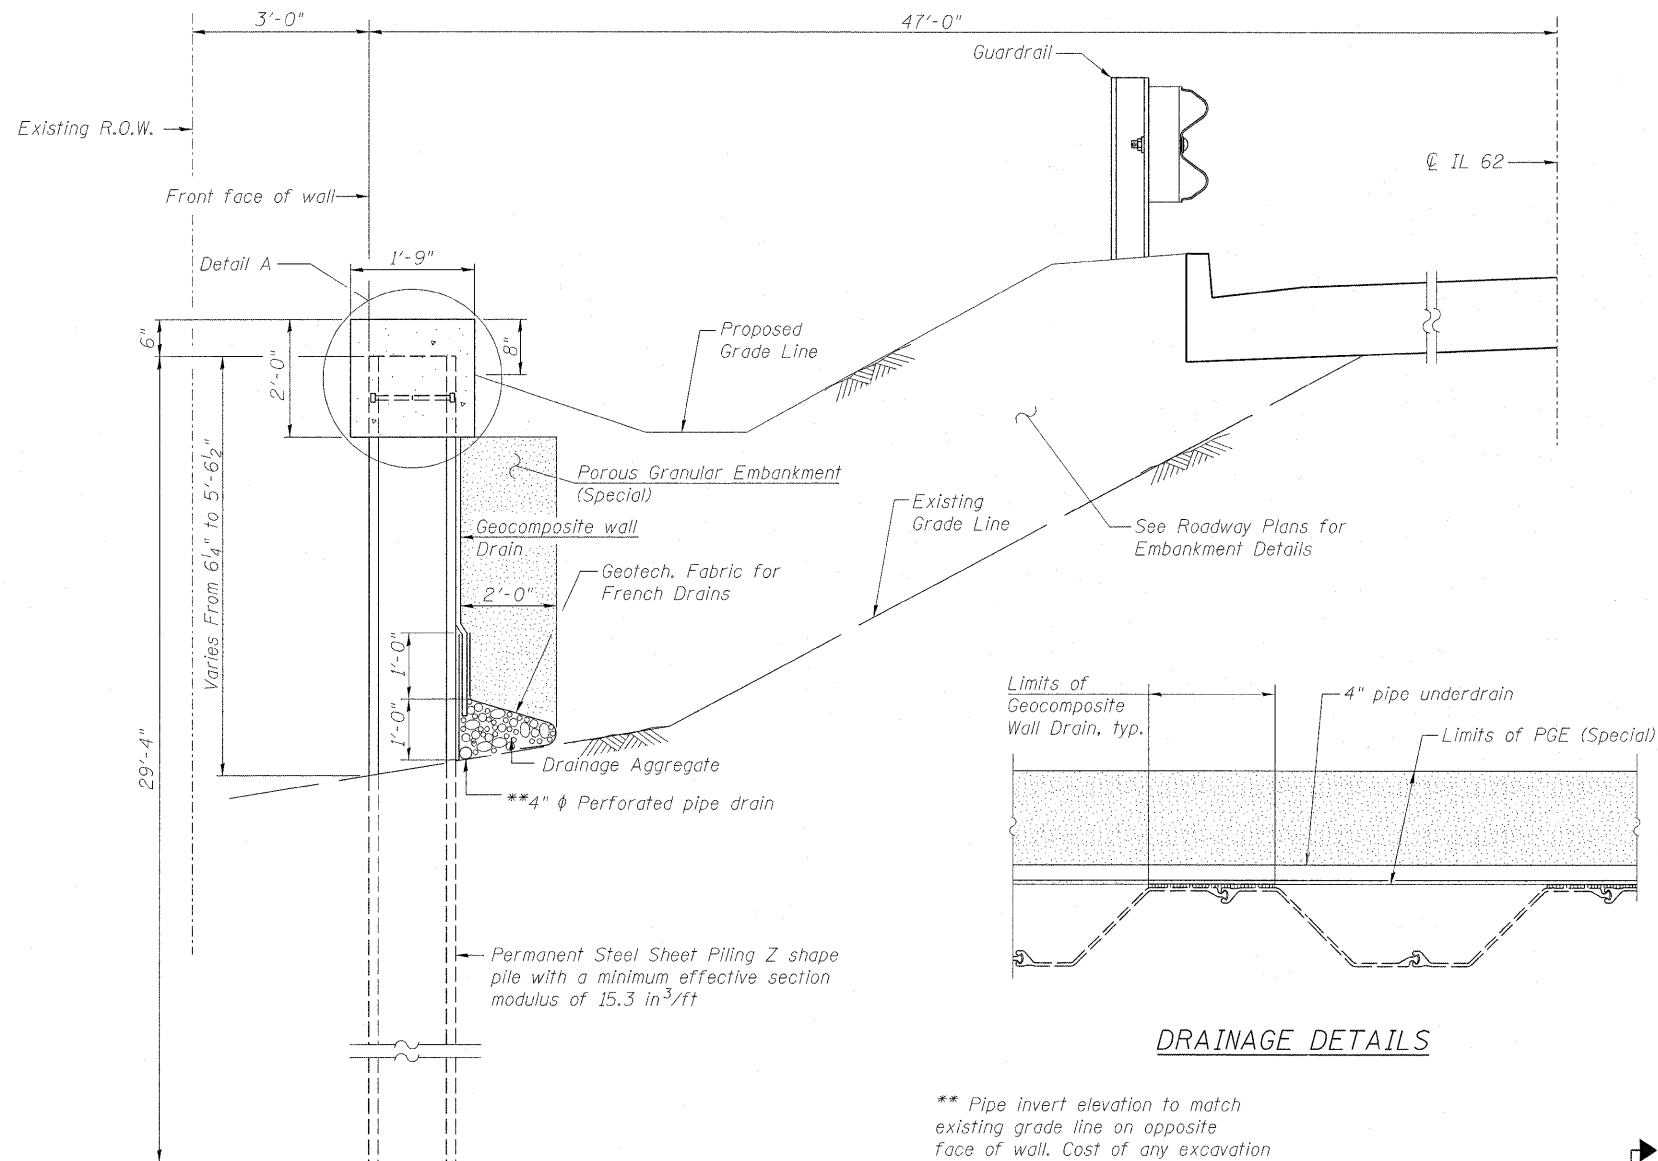 3'-0"
47'-0"
Guardrail
Existing R.O.W.
℄ IL 62
Front face of wall
Detail A
1'-9"
6"
2'-0"
8"
Proposed
Grade Line
Varies From 6¼" to 5'-6½"
Porous Granular Embankment
(Special)
Existing
Grade Line
Geocomposite wall
Drain
See Roadway Plans for
Embankment Details
Geotech. Fabric for
French Drains
2'-0"
1'-0"
1'-0"
29'-4"
Drainage Aggregate
**4" ϕ Perforated pipe drain
Limits of
Geocomposite
Wall Drain, typ.
4" pipe underdrain
Limits of PGE (Special)
Permanent Steel Sheet Piling Z shape
pile with a minimum effective section
modulus of 15.3 in³/ft
DRAINAGE DETAILS
** Pipe invert elevation to match
existing grade line on opposite
face of wall. Cost of any excavation